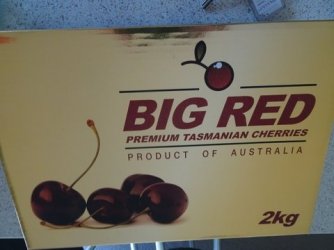 BIG RED
PREMIUM TASMANIAN CHERRIES
PRODUCT OF AUSTRALIA
2kg